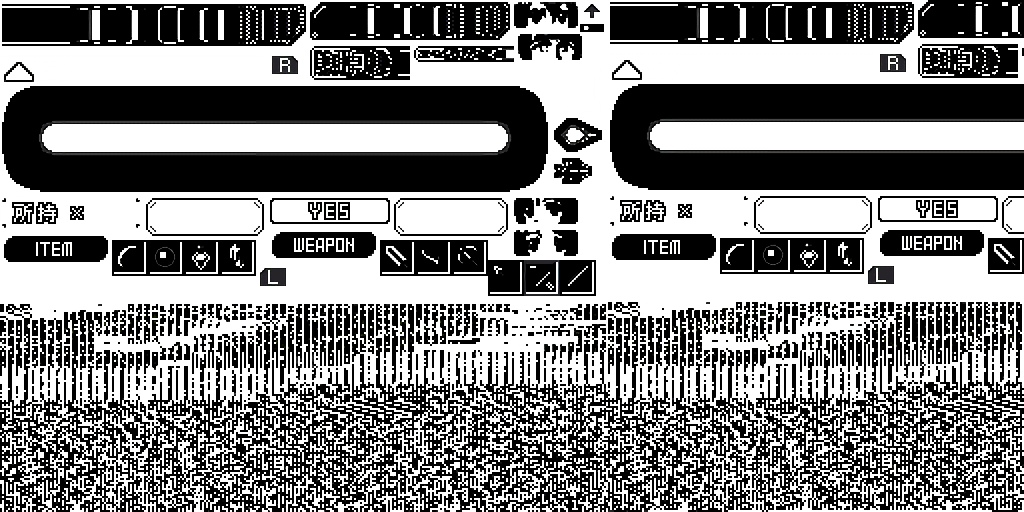 R
R
所持 × YES 所持 × YES
ITEM WEAPON ITEM WEAPON
L
L